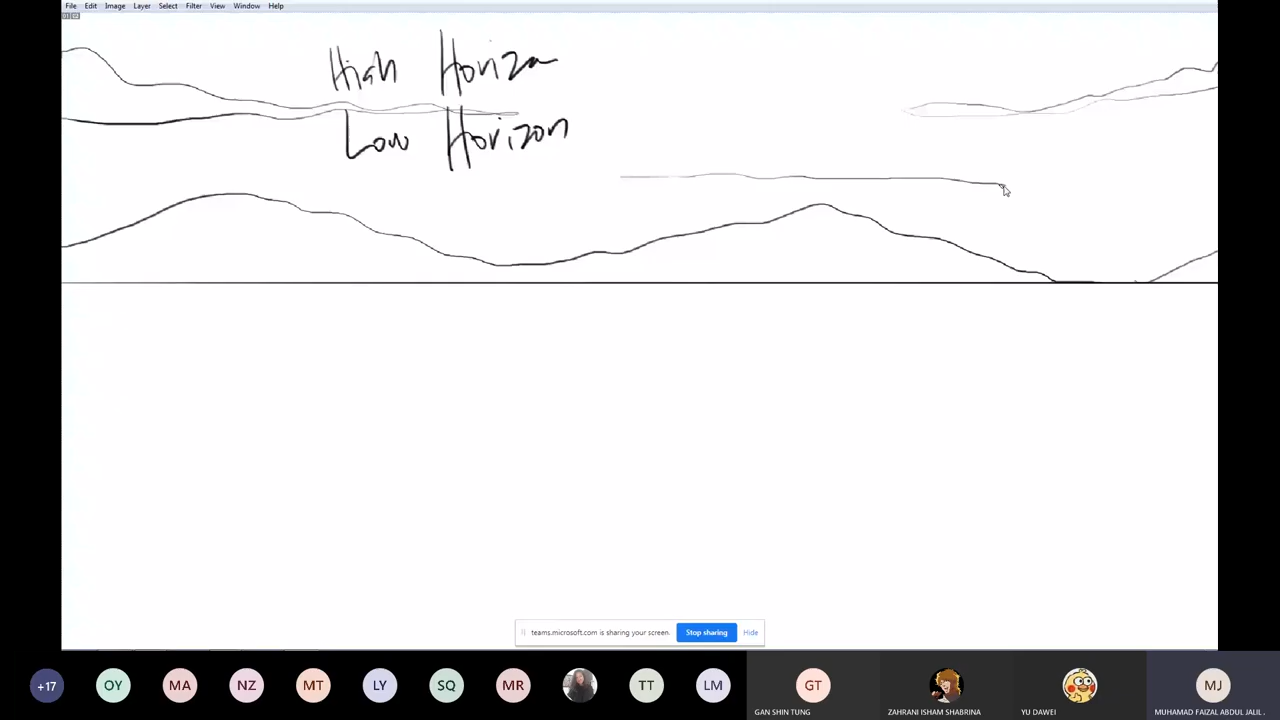 File Edit Image Layer Select Filter View Window Help
High Horizon
Low Horizon
teams.microsoft.com is sharing your screen. Stop sharing Hide
+17 OY MA NZ MT LY SQ MR TT LM GT MJ
GAN SHIN TUNG ZAHRANI ISHAM SHABRINA YU DAWEI MUHAMAD FAIZAL ABDUL JALIL .